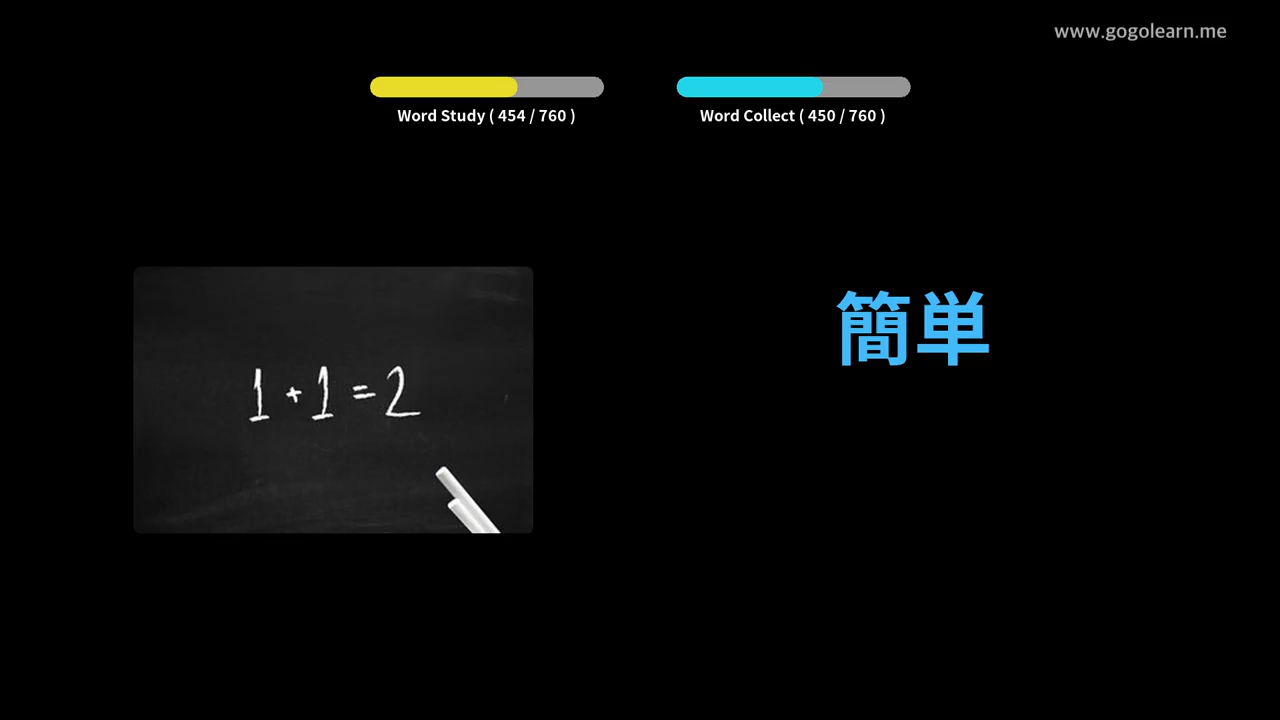 www.gogolearn.me
Word Study ( 454 / 760 )
Word Collect ( 450 / 760 )
1 + 1 = 2
簡単